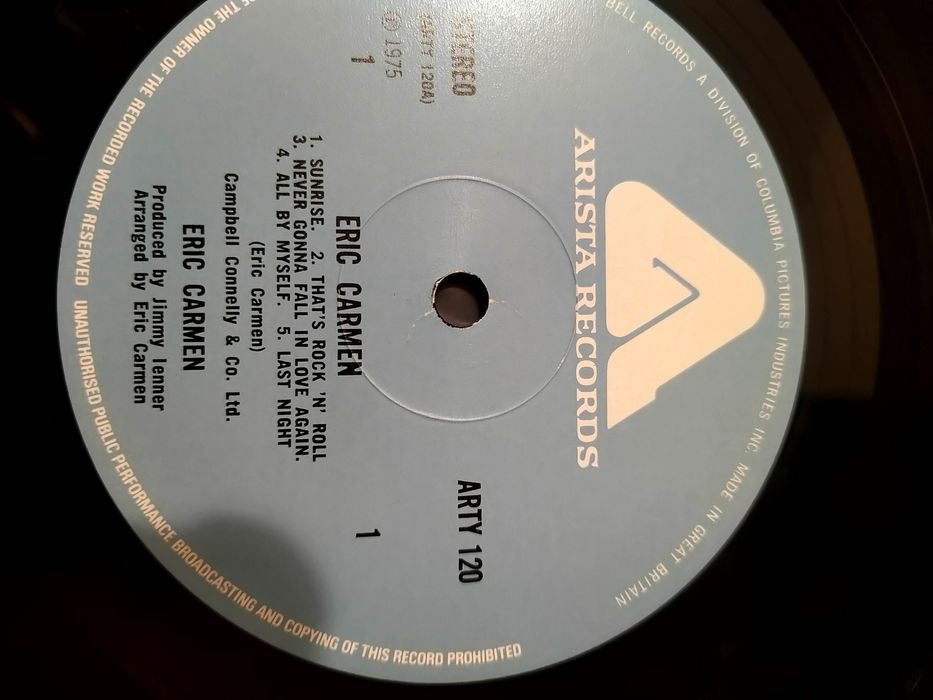 BELL RECORDS A DIVISION OF COLUMBIA PICTURES INDUSTRIES INC. MADE IN GREAT BRITAIN
ARISTA RECORDS
STEREO
(ARTY 120A)
Ⓟ 1975
1
ARTY 120
1
ERIC CARMEN
1. SUNRISE. 2. THAT'S ROCK 'N' ROLL
3. NEVER GONNA FALL IN LOVE AGAIN.
4. ALL BY MYSELF. 5. LAST NIGHT
(Eric Carmen)
Campbell Connelly & Co. Ltd.
ERIC CARMEN
Produced by Jimmy Ienner
Arranged by Eric Carmen
THE OWNER OF THE RECORDED WORK RESERVED UNAUTHORISED PUBLIC PERFORMANCE BROADCASTING AND COPYING OF THIS RECORD PROHIBITED